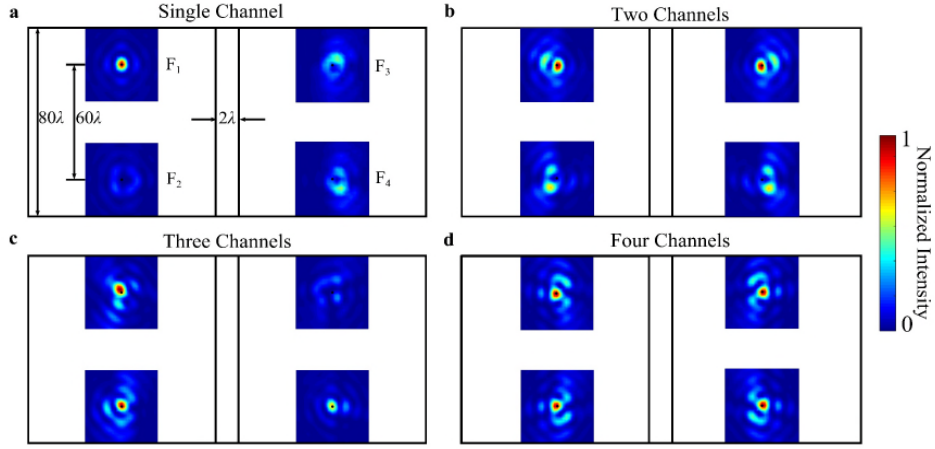 a
Single Channel
F₁
F₃
80λ
60λ
2λ
F₂
F₄
b
Two Channels
c
Three Channels
d
Four Channels
1
Normalized Intensity
0